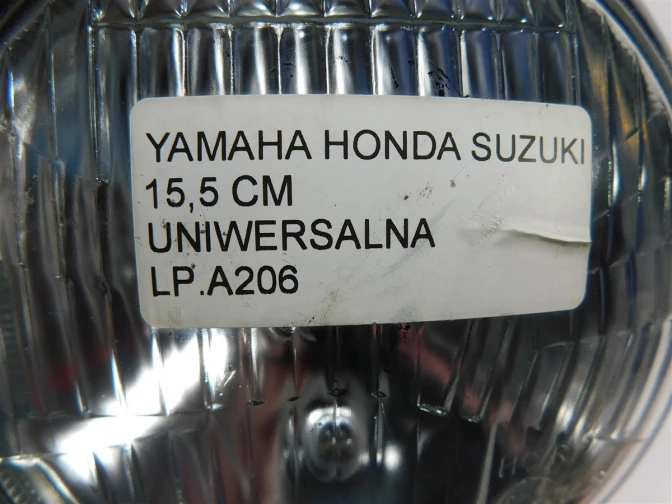 YAMAHA HONDA SUZUKI
15,5 CM
UNIWERSALNA
LP.A206